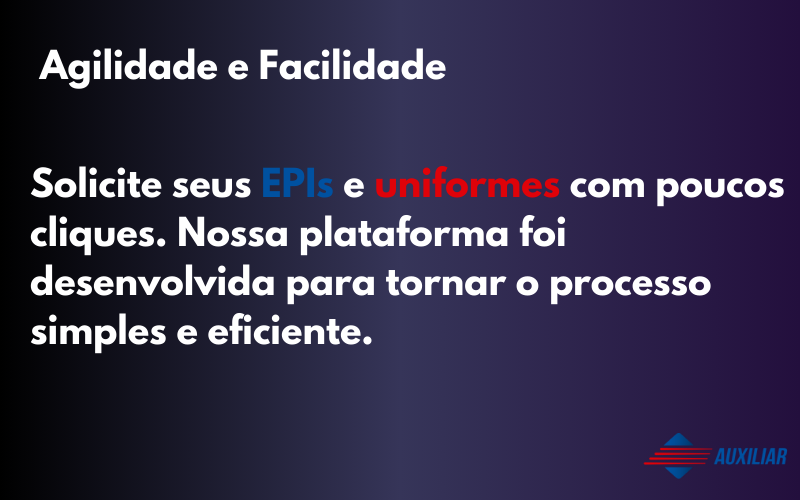 Agilidade e Facilidade
Solicite seus EPIs e uniformes com poucos
cliques. Nossa plataforma foi
desenvolvida para tornar o processo
simples e eficiente.
AUXILIAR